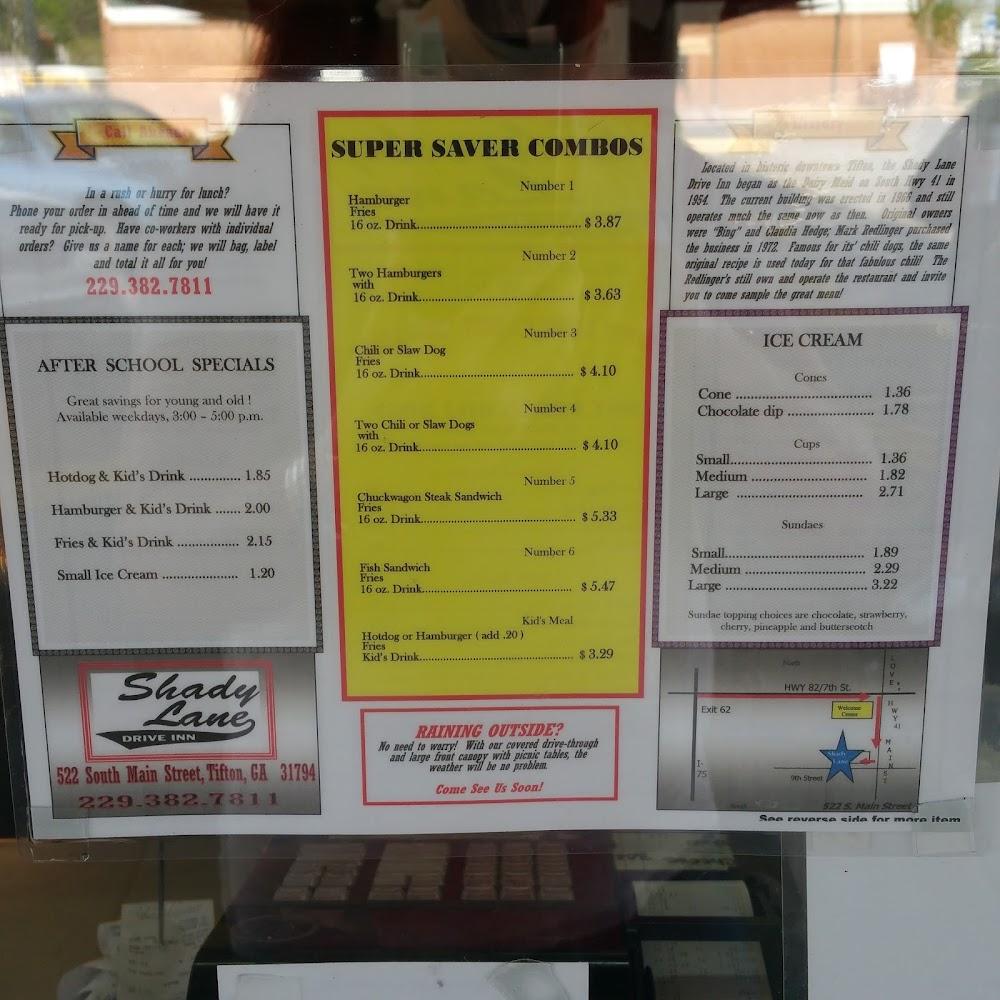 Call Ahead
In a rush or hurry for lunch?
Phone your order in ahead of time and we will have it
ready for pick-up. Have co-workers with individual
orders? Give us a name for each; we will bag, label
and total it all for you!
229.382.7811
AFTER SCHOOL SPECIALS
Great savings for young and old !
Available weekdays, 3:00 – 5:00 p.m.
Hotdog & Kid's Drink .............. 1.85
Hamburger & Kid's Drink ....... 2.00
Fries & Kid's Drink ................. 2.15
Small Ice Cream ..................... 1.20
Shady
Lane
DRIVE INN
522 South Main Street, Tifton, GA 31794
229.382.7811
SUPER SAVER COMBOS
Number 1
Hamburger
Fries
16 oz. Drink............................................ $ 3.87
Number 2
Two Hamburgers
with
16 oz. Drink............................................ $ 3.63
Number 3
Chili or Slaw Dog
Fries
16 oz. Drink............................................ $ 4.10
Number 4
Two Chili or Slaw Dogs
with
16 oz. Drink............................................ $ 4.10
Number 5
Chuckwagon Steak Sandwich
Fries
16 oz. Drink............................................ $ 5.33
Number 6
Fish Sandwich
Fries
16 oz. Drink............................................ $ 5.47
Kid's Meal
Hotdog or Hamburger ( add .20 )
Fries
Kid's Drink............................................ $ 3.29
RAINING OUTSIDE?
No need to worry! With our covered drive-through
and large front canopy with picnic tables, the
weather will be no problem.
Come See Us Soon!
History
Located in historic downtown Tifton, the Shady Lane
Drive Inn began as the Dairy Maid on South Hwy 41 in
1954. The current building was erected in 1966 and still
operates much the same now as then. Original owners
were "Bing" and Claudia Hodge; Mark Redlinger purchased
the business in 1972. Famous for its' chili dogs, the same
original recipe is used today for that fabulous chili! The
Redlinger's still own and operate the restaurant and invite
you to come sample the great menu!
ICE CREAM
Cones
Cone .................................. 1.36
Chocolate dip ..................... 1.78
Cups
Small................................... 1.36
Medium ............................ 1.82
Large ................................ 2.71
Sundaes
Small................................... 1.89
Medium .............................. 2.29
Large ................................... 3.22
Sundae topping choices are chocolate, strawberry,
cherry, pineapple and butterscotch
North
HWY 82/7th St.
Exit 62
Welcome
Center
LOVE
HWY 41
MAIN ST
I-
75
Shady
Lane
9th Street
South
522 S. Main Street
See reverse side for more item